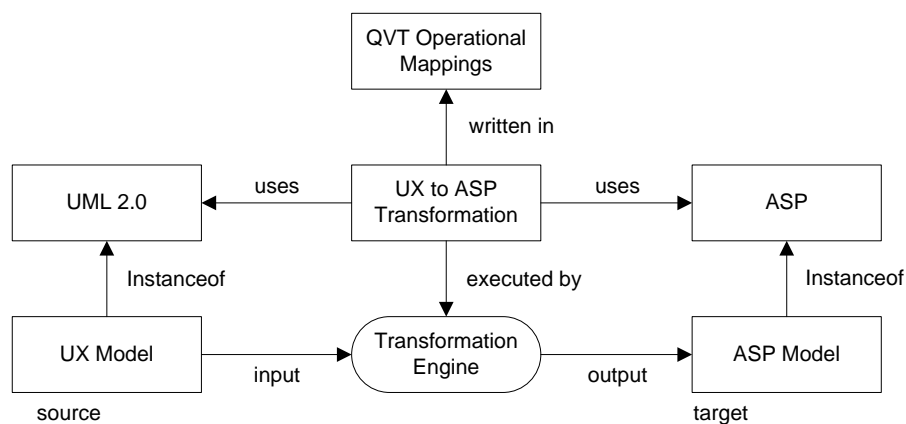 QVT Operational
Mappings
written in
uses
uses
UML 2.0
UX to ASP
Transformation
ASP
Instanceof
executed by
Instanceof
UX Model
Transformation
Engine
ASP Model
input
output
source
target